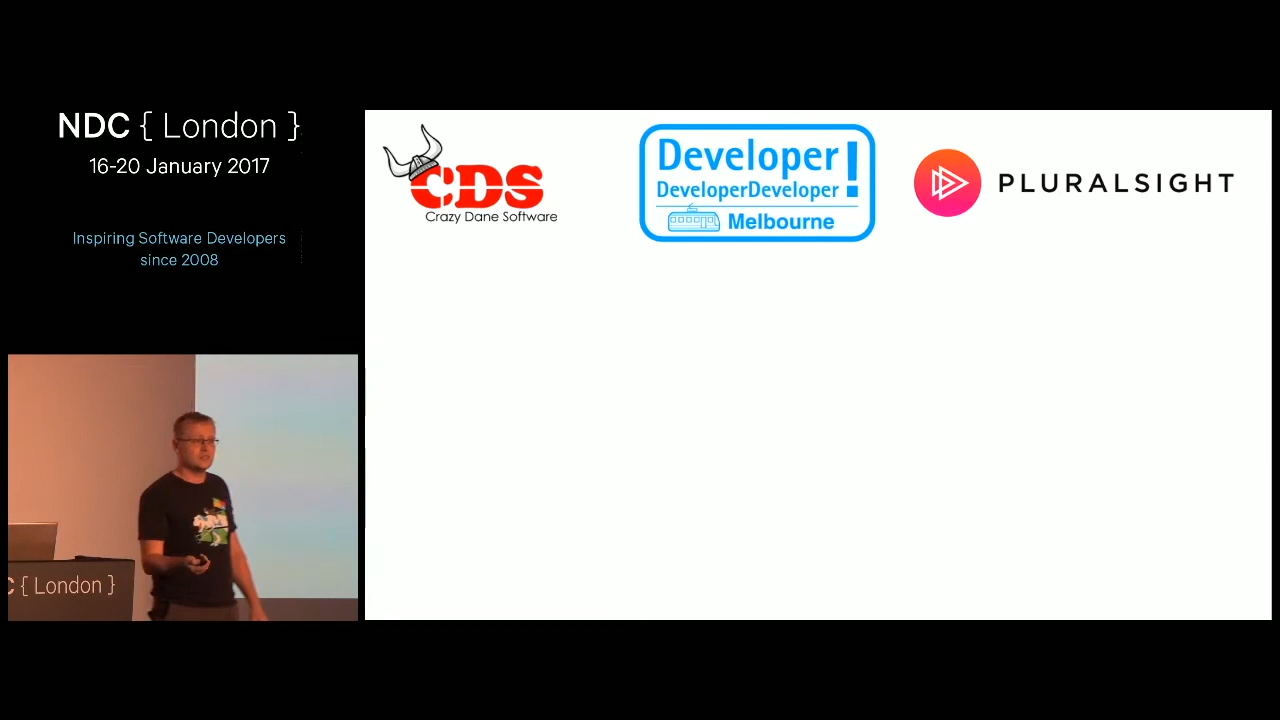 NDC { London }
16-20 January 2017
Inspiring Software Developers
since 2008
CDS
Crazy Dane Software
Developer!
DeveloperDeveloper
Melbourne
PLURALSIGHT
C { London }